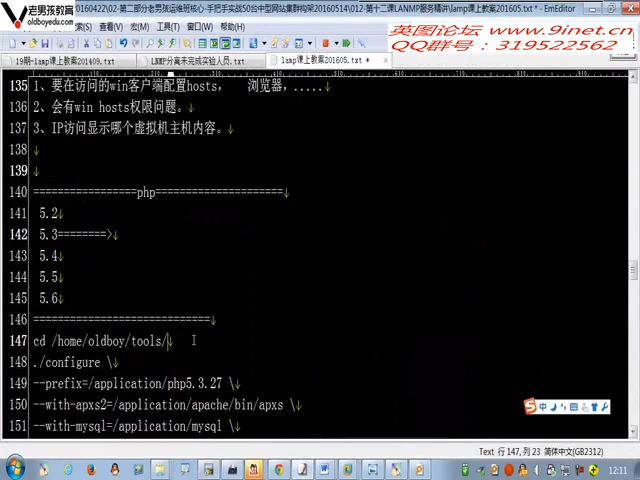 老男孩教育
oldboyedu.com
0160422\02-第二部分老男孩运维班核心-手把手实战50台中型网站集群构架20160514\012-第十二课LANMP服务精讲\lamp课上教案201605.txt * - EmEditor
英图论坛 www.9inet.cn
QQ群号：319522562
索(S) 查看(V) 宏(M) 工具(T) 窗口(W) 帮助(H)
19期-lamp课上教案201409.txt
LNMP分离未完成实验人员.txt
lamp课上教案201605.txt *
135 1、要在访问的win客户端配置hosts， 浏览器，.....↓
136 2、会有win hosts权限问题。↓
137 3、IP访问显示哪个虚拟机主机内容。↓
138 ↓
139 ↓
140 =================php=====================↓
141 5.2↓
142 5.3========>↓
143 5.4↓
144 5.5↓
145 5.6↓
146 =============================↓
147 cd /home/oldboy/tools/↓
148 ./configure \↓
149 --prefix=/application/php5.3.27 \↓
150 --with-apxs2=/application/apache/bin/apxs \↓
151 --with-mysql=/application/mysql \↓
中
Text 行 147, 列 23 简体中文(GB2312)
12:11